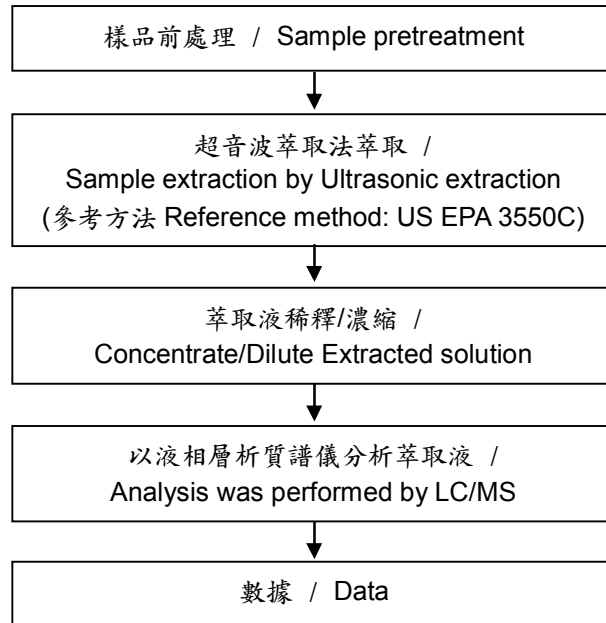 樣品前處理 / Sample pretreatment
超音波萃取法萃取 /
Sample extraction by Ultrasonic extraction
(參考方法 Reference method: US EPA 3550C)
萃取液稀釋/濃縮 /
Concentrate/Dilute Extracted solution
以液相層析質譜儀分析萃取液 /
Analysis was performed by LC/MS
數據 / Data